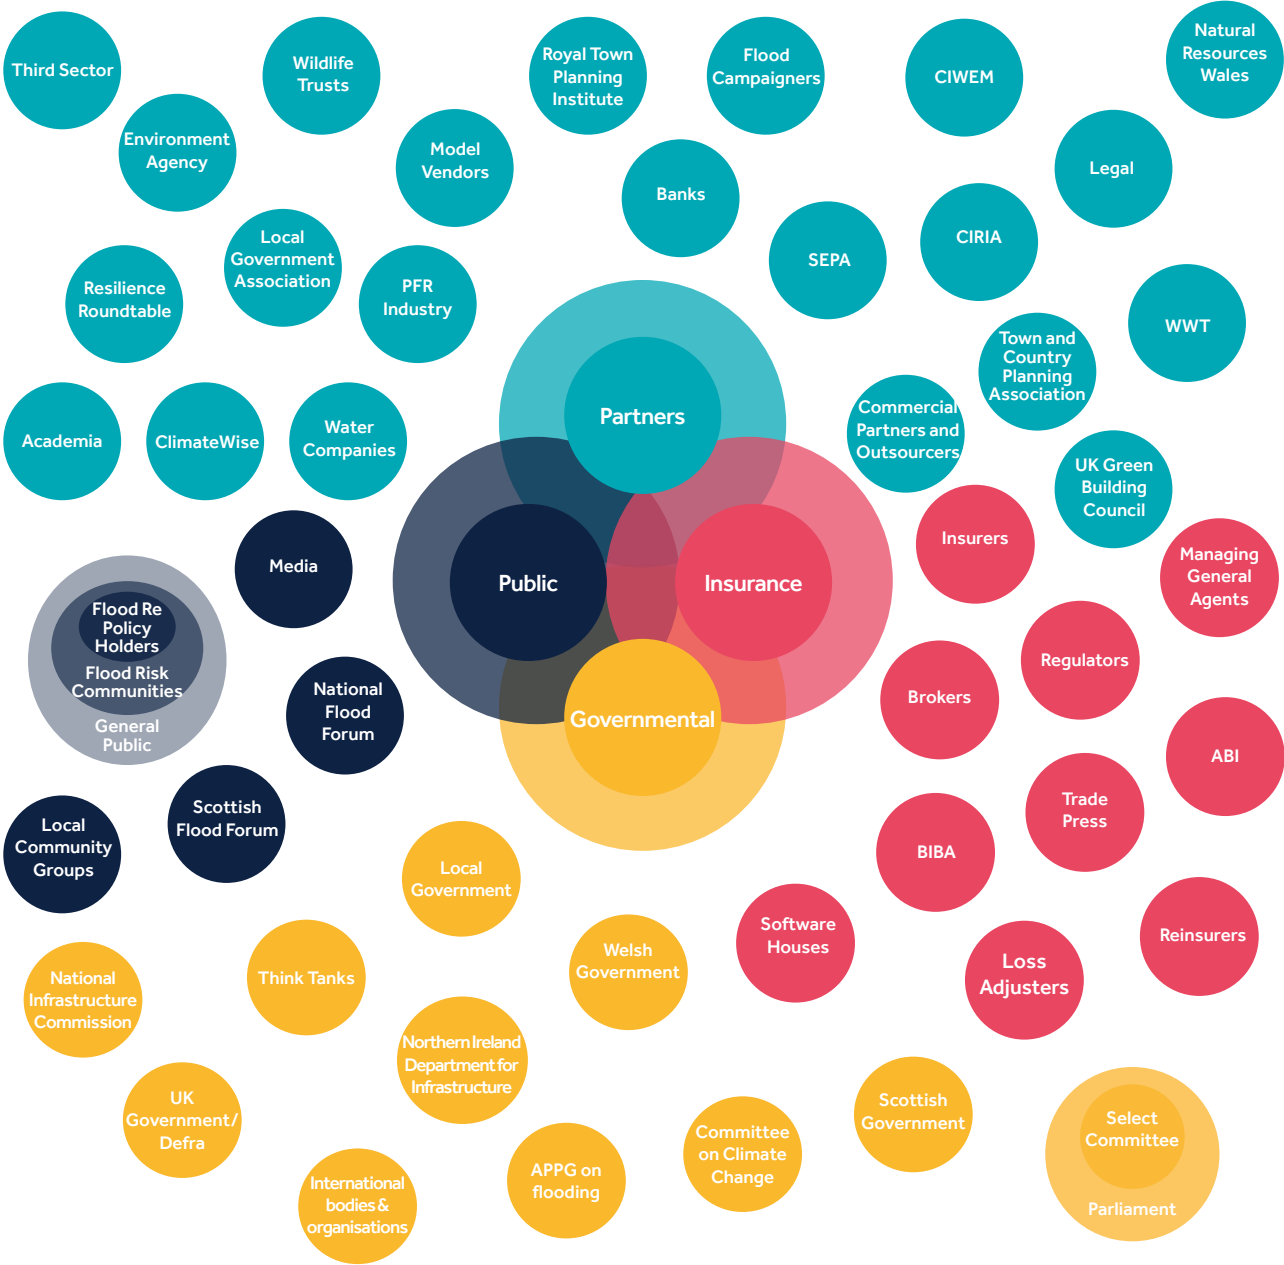 Third Sector
Wildlife
Trusts
Royal Town
Planning
Institute
Flood
Campaigners
CIWEM
Natural
Resources
Wales
Environment
Agency
Model
Vendors
Banks
Legal
Local
Government
Association
SEPA
CIRIA
Resilience
Roundtable
PFR
Industry
WWT
Town and
Country
Planning
Association
Academia
ClimateWise
Water
Companies
Partners
Commercial
Partners and
Outsourcers
UK Green
Building
Council
Media
Public
Insurance
Insurers
Managing
General
Agents
Flood Re
Policy
Holders
Flood Risk
Communities
General
Public
National
Flood
Forum
Governmental
Brokers
Regulators
ABI
Local
Community
Groups
Scottish
Flood Forum
Local
Government
BIBA
Trade
Press
National
Infrastructure
Commission
Think Tanks
Welsh
Government
Software
Houses
Loss
Adjusters
Reinsurers
Northern Ireland
Department for
Infrastructure
UK
Government/
Defra
International
bodies &
organisations
APPG on
flooding
Committee
on Climate
Change
Scottish
Government
Select
Committee
Parliament